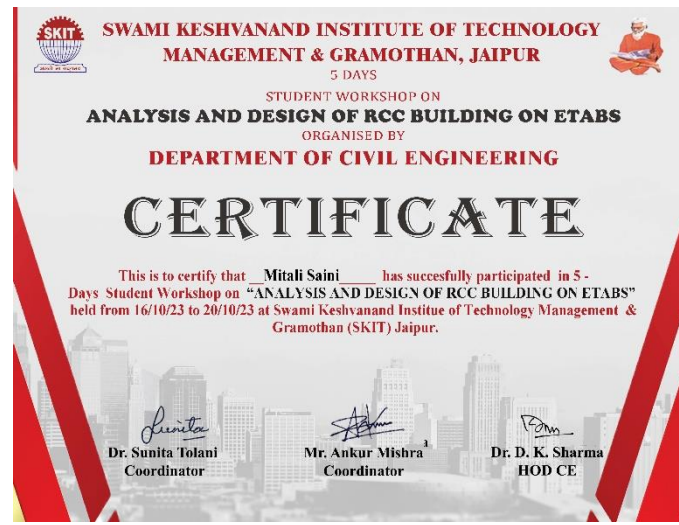 SKIT
SWAMI KESHVANAND INSTITUTE OF TECHNOLOGY
MANAGEMENT & GRAMOTHAN, JAIPUR
5 DAYS
STUDENT WORKSHOP ON
ANALYSIS AND DESIGN OF RCC BUILDING ON ETABS
ORGANISED BY
DEPARTMENT OF CIVIL ENGINEERING
CERTIFICATE
This is to certify that __Mitali Saini_____ has succesfully participated in 5 -
Days Student Workshop on "ANALYSIS AND DESIGN OF RCC BUILDING ON ETABS"
held from 16/10/23 to 20/10/23 at Swami Keshvanand Institue of Technology Management &
Gramothan (SKIT) Jaipur.
Sunita
Dr. Sunita Tolani
Coordinator
Mr. Ankur Mishra
Coordinator
Dr. D. K. Sharma
HOD CE